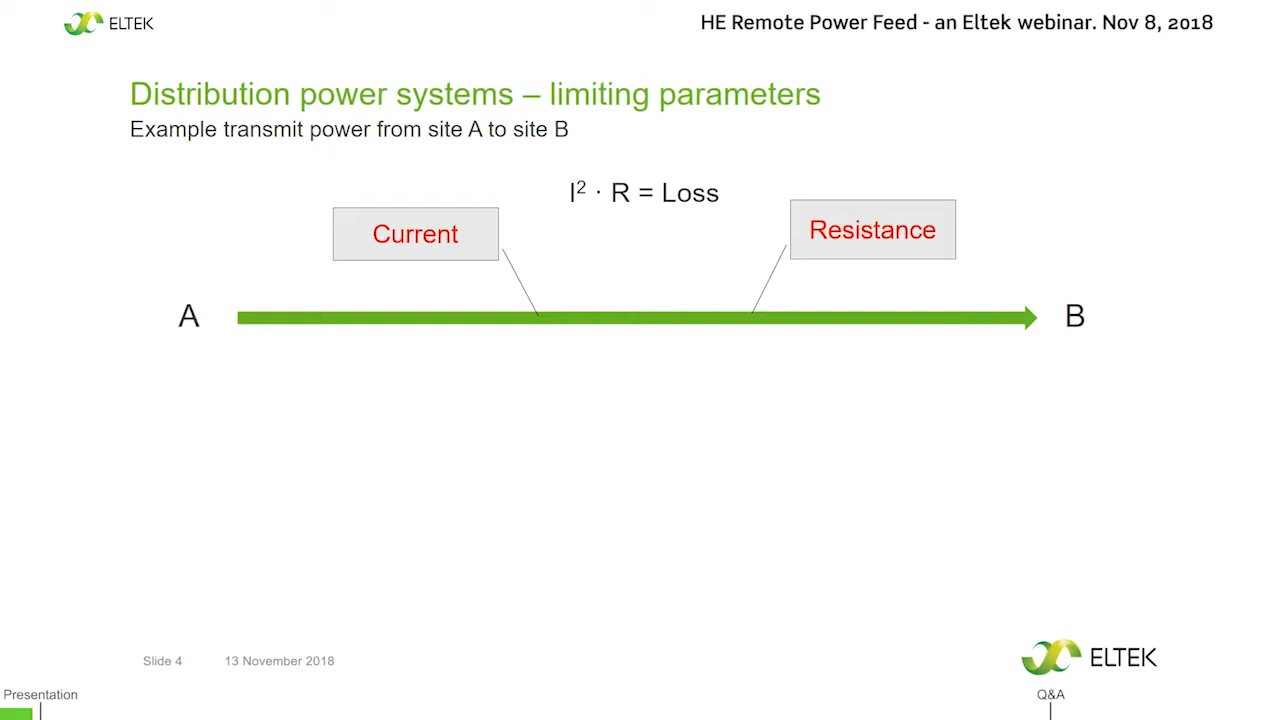 ELTEK
HE Remote Power Feed - an Eltek webinar. Nov 8, 2018
Distribution power systems – limiting parameters
Example transmit power from site A to site B
I² · R = Loss
Current
Resistance
A
B
Slide 4
13 November 2018
ELTEK
Presentation
Q&A